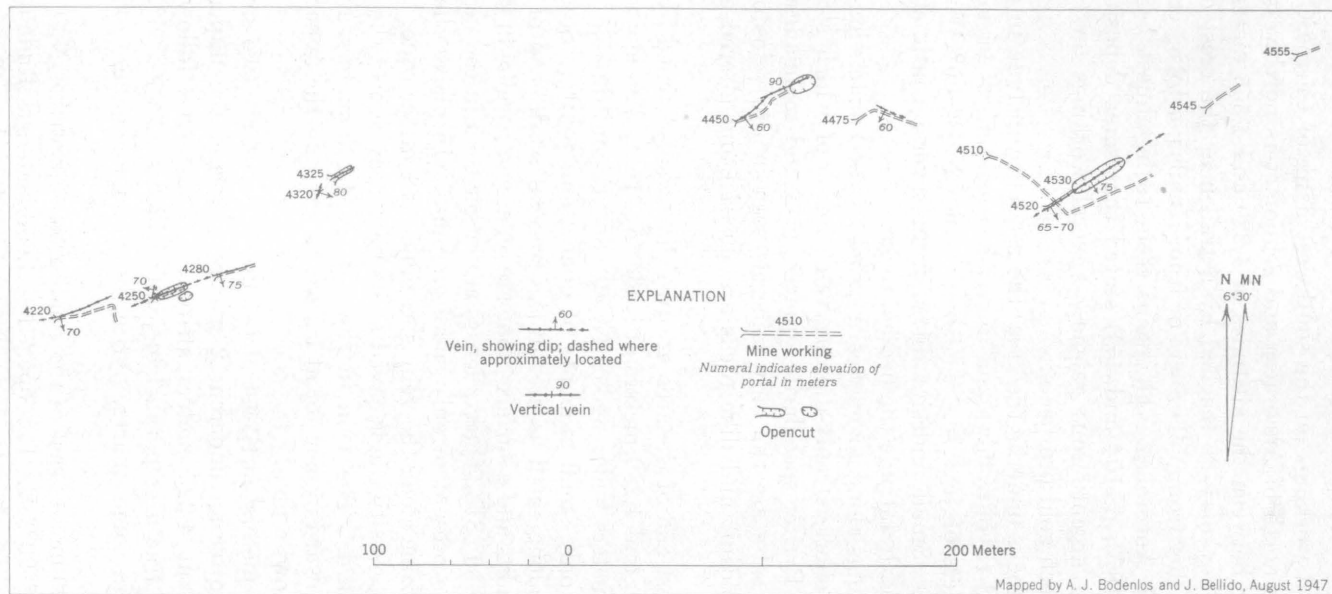 4555
4545
90
4450
60
4475
60
4510
4530
75
4520
65-70
4325
4320
80
70
4280
4250
75
4220
70
EXPLANATION
60
Vein, showing dip; dashed where
approximately located
90
Vertical vein
4510
Mine working
Numeral indicates elevation of
portal in meters
Opencut
N MN
6°30'
100 0 200 Meters
Mapped by A. J. Bodenlos and J. Bellido, August 1947